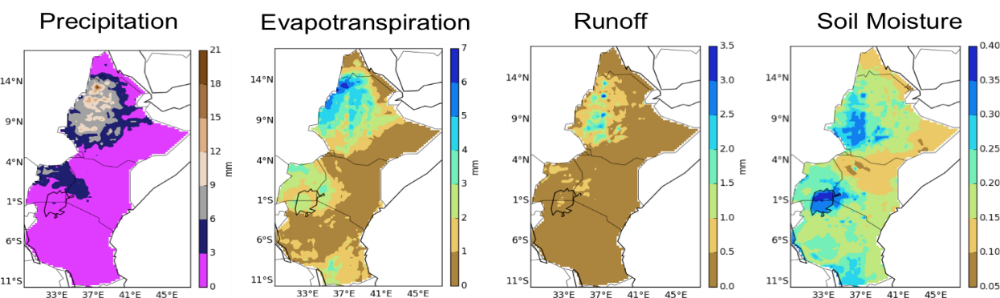 Precipitation
Evapotranspiration
Runoff
Soil Moisture
14°N
9°N
4°N
1°S
6°S
11°S
33°E 37°E 41°E 45°E
21
18
15
12
9
6
3
0
mm
14°N
9°N
4°N
1°S
6°S
11°S
33°E 37°E 41°E 45°E
7
6
5
4
3
2
1
0
mm
14°N
9°N
4°N
1°S
6°S
11°S
33°E 37°E 41°E 45°E
3.5
3.0
2.5
2.0
1.5
1.0
0.5
0.0
mm
14°N
9°N
4°N
1°S
6°S
11°S
33°E 37°E 41°E 45°E
0.40
0.35
0.30
0.25
0.20
0.15
0.10
0.05